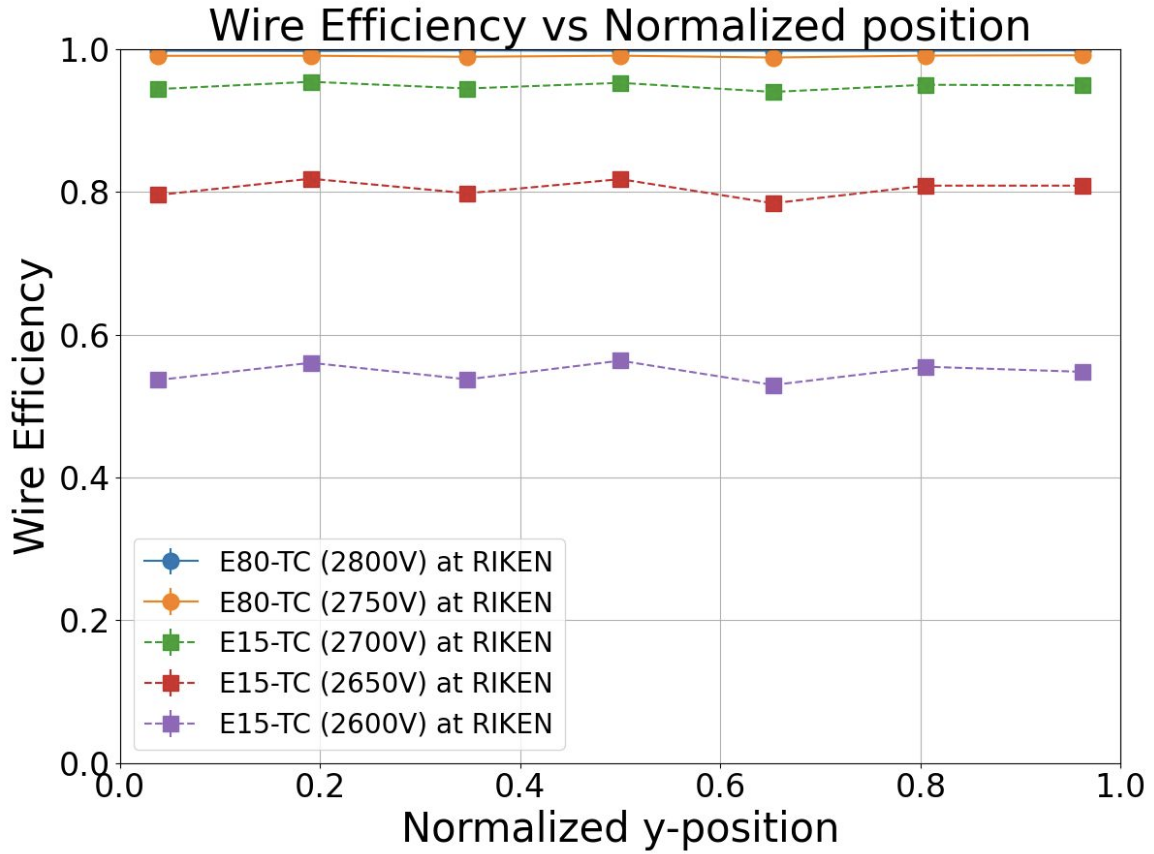 Wire Efficiency vs Normalized position
Wire Efficiency
1.0
0.8
0.6
0.4
0.2
0.0
E80-TC (2800V) at RIKEN
E80-TC (2750V) at RIKEN
E15-TC (2700V) at RIKEN
E15-TC (2650V) at RIKEN
E15-TC (2600V) at RIKEN
0.0 0.2 0.4 0.6 0.8 1.0
Normalized y-position